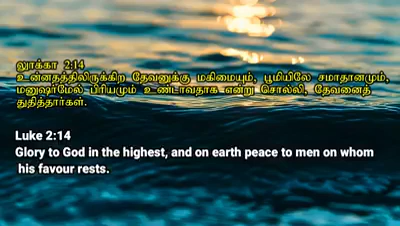 லூக்கா 2:14
உன்னதத்திலிருக்கிற தேவனுக்கு மகிமையும், பூமியிலே சமாதானமும்,
மனுஷர்மேல் பிரியமும் உண்டாவதாக என்று சொல்லி, தேவனைத்
துதித்தார்கள்.
Luke 2:14
Glory to God in the highest, and on earth peace to men on whom
his favour rests.